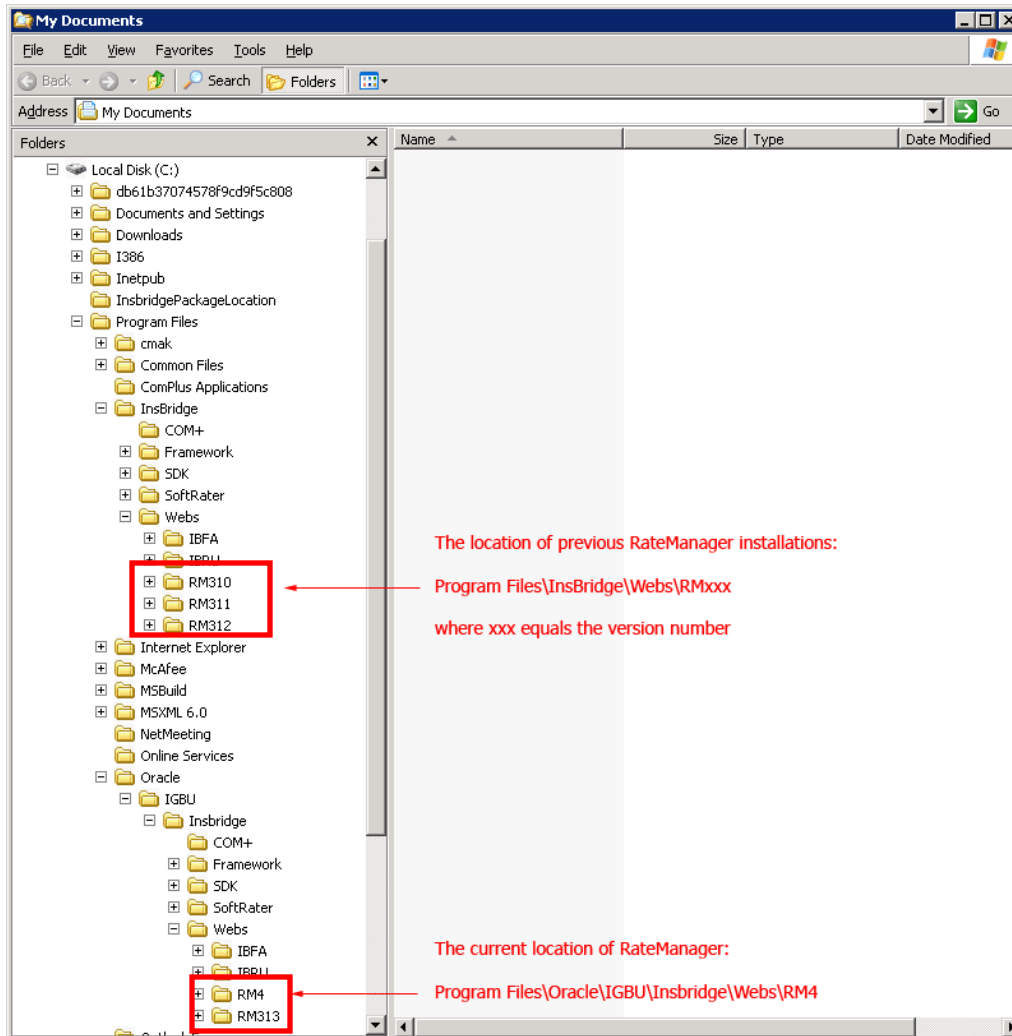 My Documents
File Edit View Favorites Tools Help
Back Search Folders
Address My Documents Go
Folders x Name Size Type Date Modified
Local Disk (C:)
db61b37074578f9cd9f5c808
Documents and Settings
Downloads
I386
Inetpub
InsbridgePackageLocation
Program Files
cmak
Common Files
ComPlus Applications
InsBridge
COM+
Framework
SDK
SoftRater
Webs
IBFA
IBRU
RM310
RM311
RM312
The location of previous RateManager installations:
Program Files\InsBridge\Webs\RMxxx
where xxx equals the version number
Internet Explorer
McAfee
MSBuild
MSXML 6.0
NetMeeting
Online Services
Oracle
IGBU
Insbridge
COM+
Framework
SDK
SoftRater
Webs
IBFA
IBRU
RM4
RM313
The current location of RateManager:
Program Files\Oracle\IGBU\Insbridge\Webs\RM4